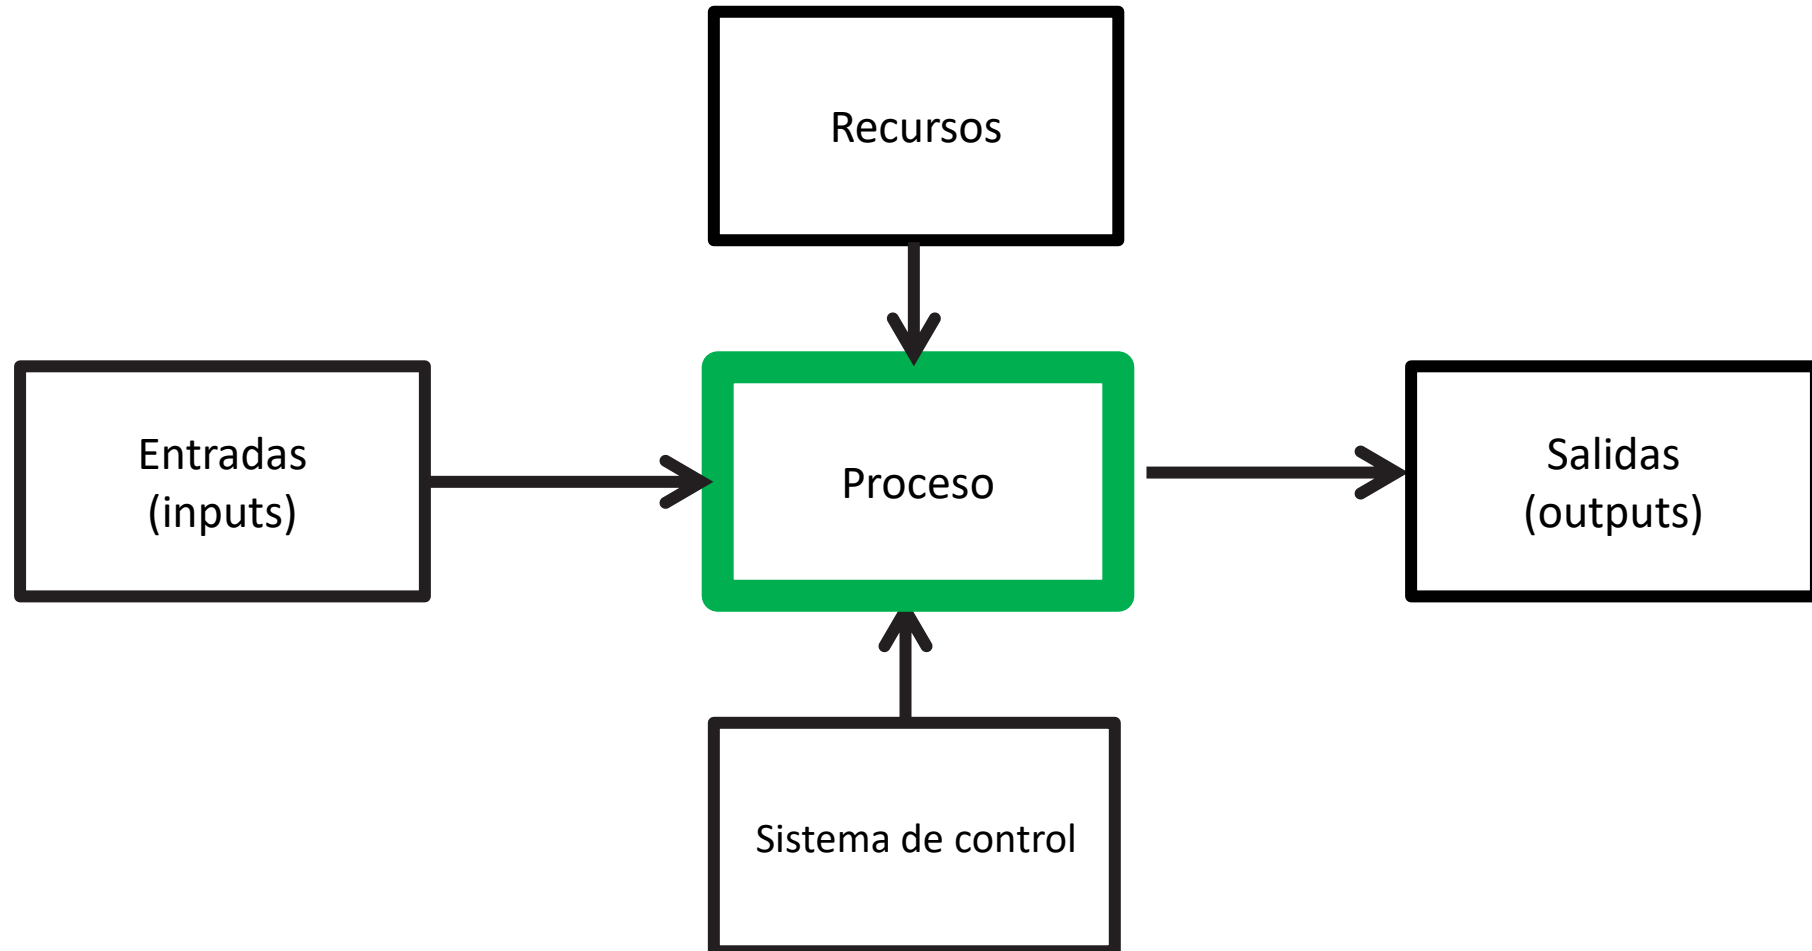 Recursos
Entradas
(inputs)
Proceso
Salidas
(outputs)
Sistema de control